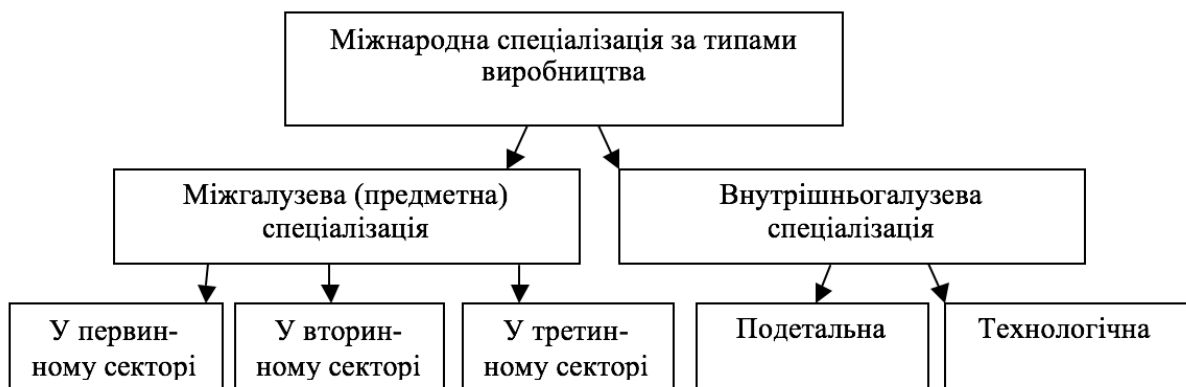 Міжнародна спеціалізація за типами
виробництва
Міжгалузева (предметна)
спеціалізація
Внутрішньогалузева
спеціалізація
У первин-
ному секторі
У вторин-
ному секторі
У третин-
ному секторі
Подетальна
Технологічна